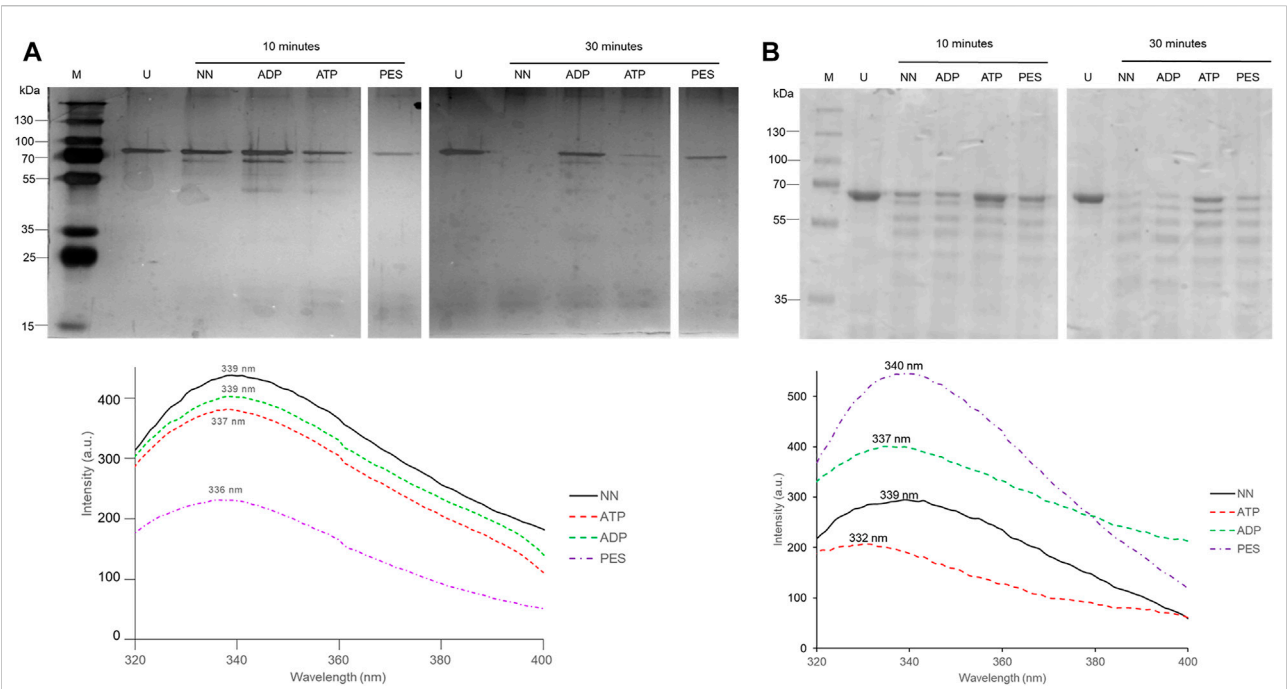 A
10 minutes
30 minutes
M U NN ADP ATP PES U NN ADP ATP PES
kDa
130
100
70
55
35
25
15
B
10 minutes
30 minutes
M U NN ADP ATP PES U NN ADP ATP PES
kDa
130
100
70
55
35
339 nm
339 nm
337 nm
336 nm
400
300
200
100
0
320 340 360 380 400
Intensity (a.u.)
Wavelength (nm)
NN
ATP
ADP
PES
340 nm
337 nm
339 nm
332 nm
500
400
300
200
100
0
320 340 360 380 400
Intensity (a.u.)
Wavelength (nm)
NN
ATP
ADP
PES